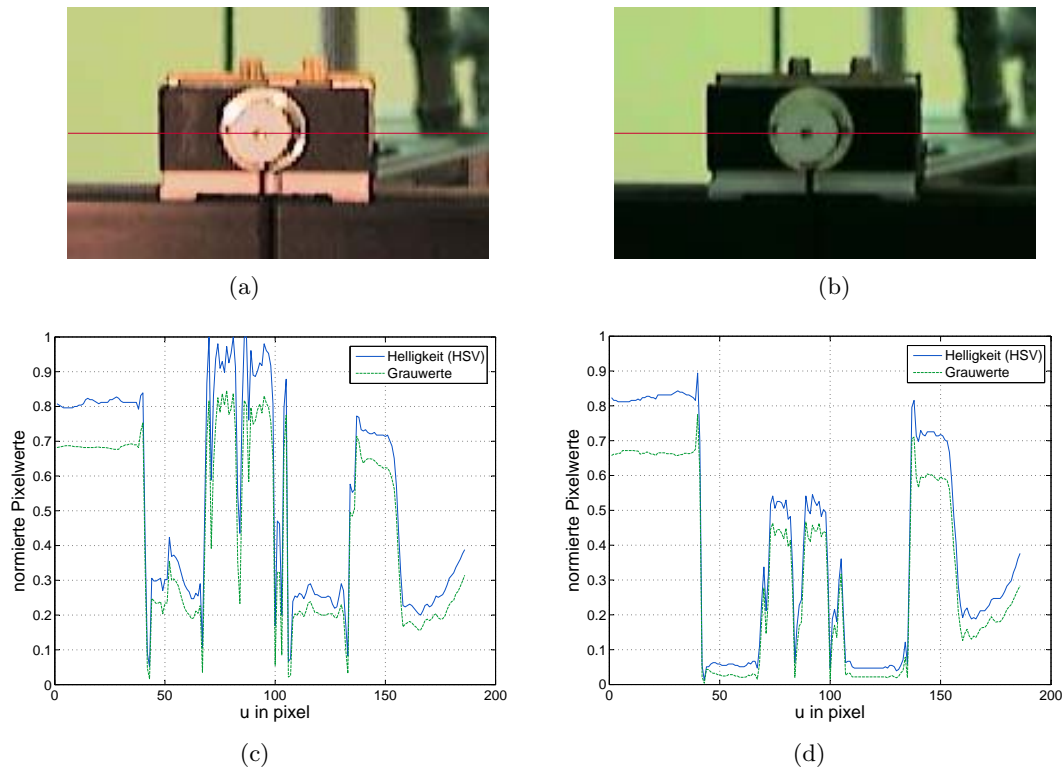 (a)
(b)
1
0.9
0.8
0.7
0.6
0.5
0.4
0.3
0.2
0.1
0
0
50
100
150
200
normierte Pixelwerte
u in pixel
Helligkeit (HSV)
Grauwerte
(c)
1
0.9
0.8
0.7
0.6
0.5
0.4
0.3
0.2
0.1
0
0
50
100
150
200
normierte Pixelwerte
u in pixel
Helligkeit (HSV)
Grauwerte
(d)